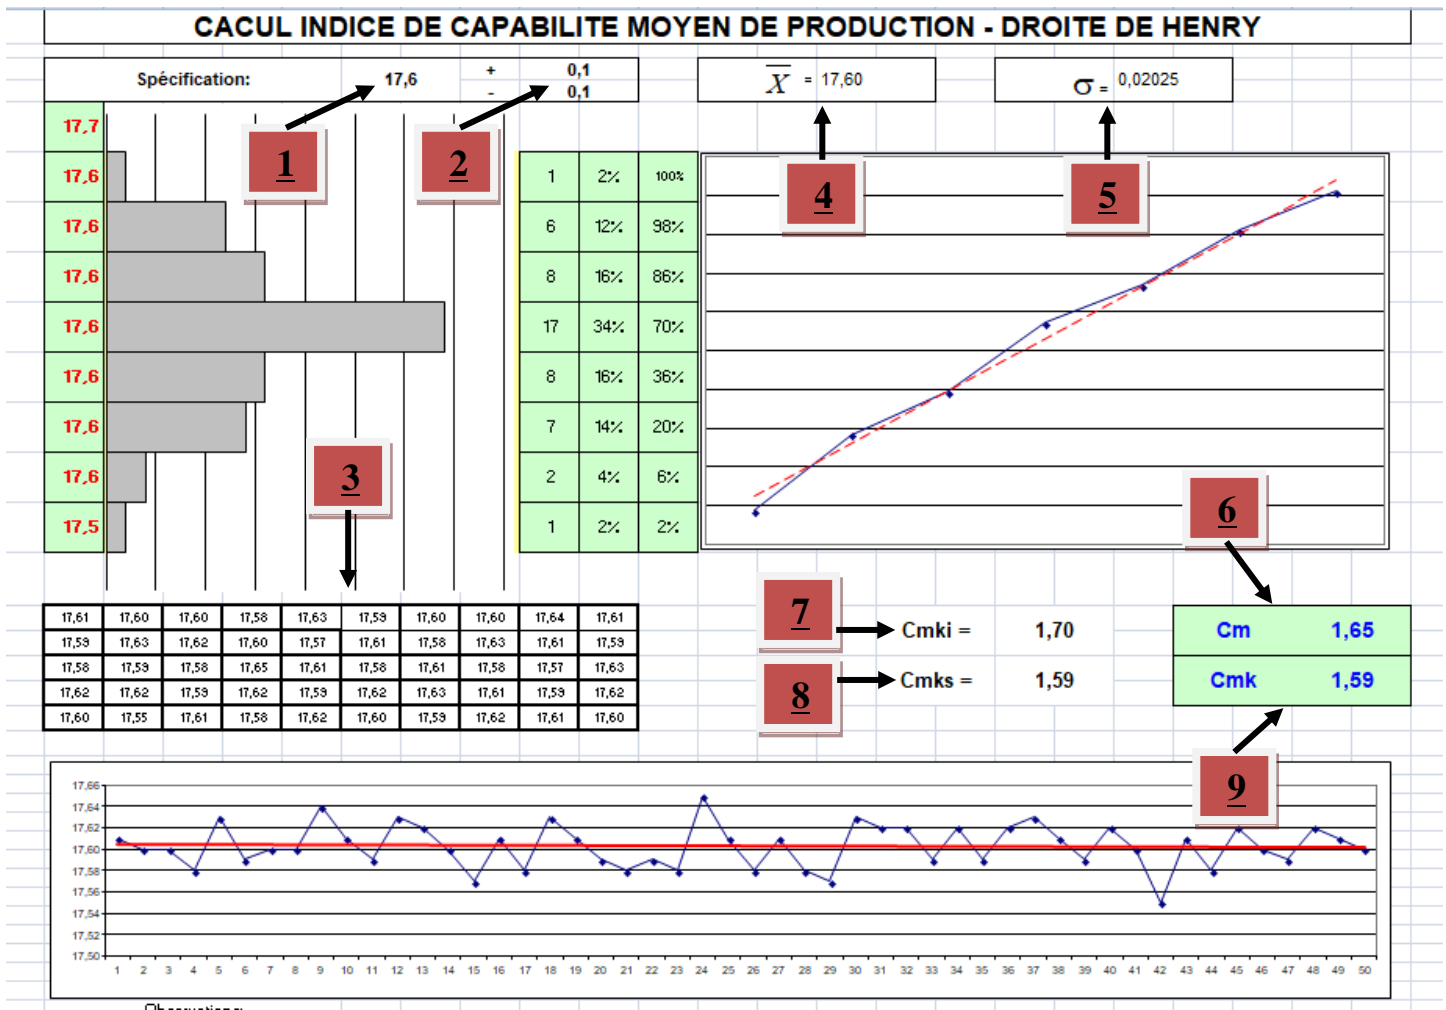 CACUL INDICE DE CAPABILITE MOYEN DE PRODUCTION - DROITE DE HENRY
Spécification: 17,6 + 0,1
- 0,1
X = 17,60
σ = 0,02025
1
2
4
5
17,7
17,6 1 2% 100%
17,6 6 12% 98%
17,6 8 16% 86%
17,6 17 34% 70%
17,6 8 16% 36%
17,6 7 14% 20%
17,6 2 4% 6%
17,5 1 2% 2%
3
6
17,61 17,60 17,60 17,58 17,63 17,59 17,60 17,60 17,64 17,61
17,59 17,63 17,62 17,60 17,57 17,61 17,58 17,63 17,61 17,59
17,58 17,59 17,58 17,65 17,61 17,58 17,61 17,58 17,57 17,63
17,62 17,62 17,59 17,62 17,59 17,62 17,63 17,61 17,59 17,62
17,60 17,55 17,61 17,58 17,62 17,60 17,59 17,62 17,61 17,60
7
Cmki = 1,70
8
Cmks = 1,59
Cm 1,65
Cmk 1,59
9
17,66
17,64
17,62
17,60
17,58
17,56
17,54
17,52
17,50
1 2 3 4 5 6 7 8 9 10 11 12 13 14 15 16 17 18 19 20 21 22 23 24 25 26 27 28 29 30 31 32 33 34 35 36 37 38 39 40 41 42 43 44 45 46 47 48 49 50
Observations: